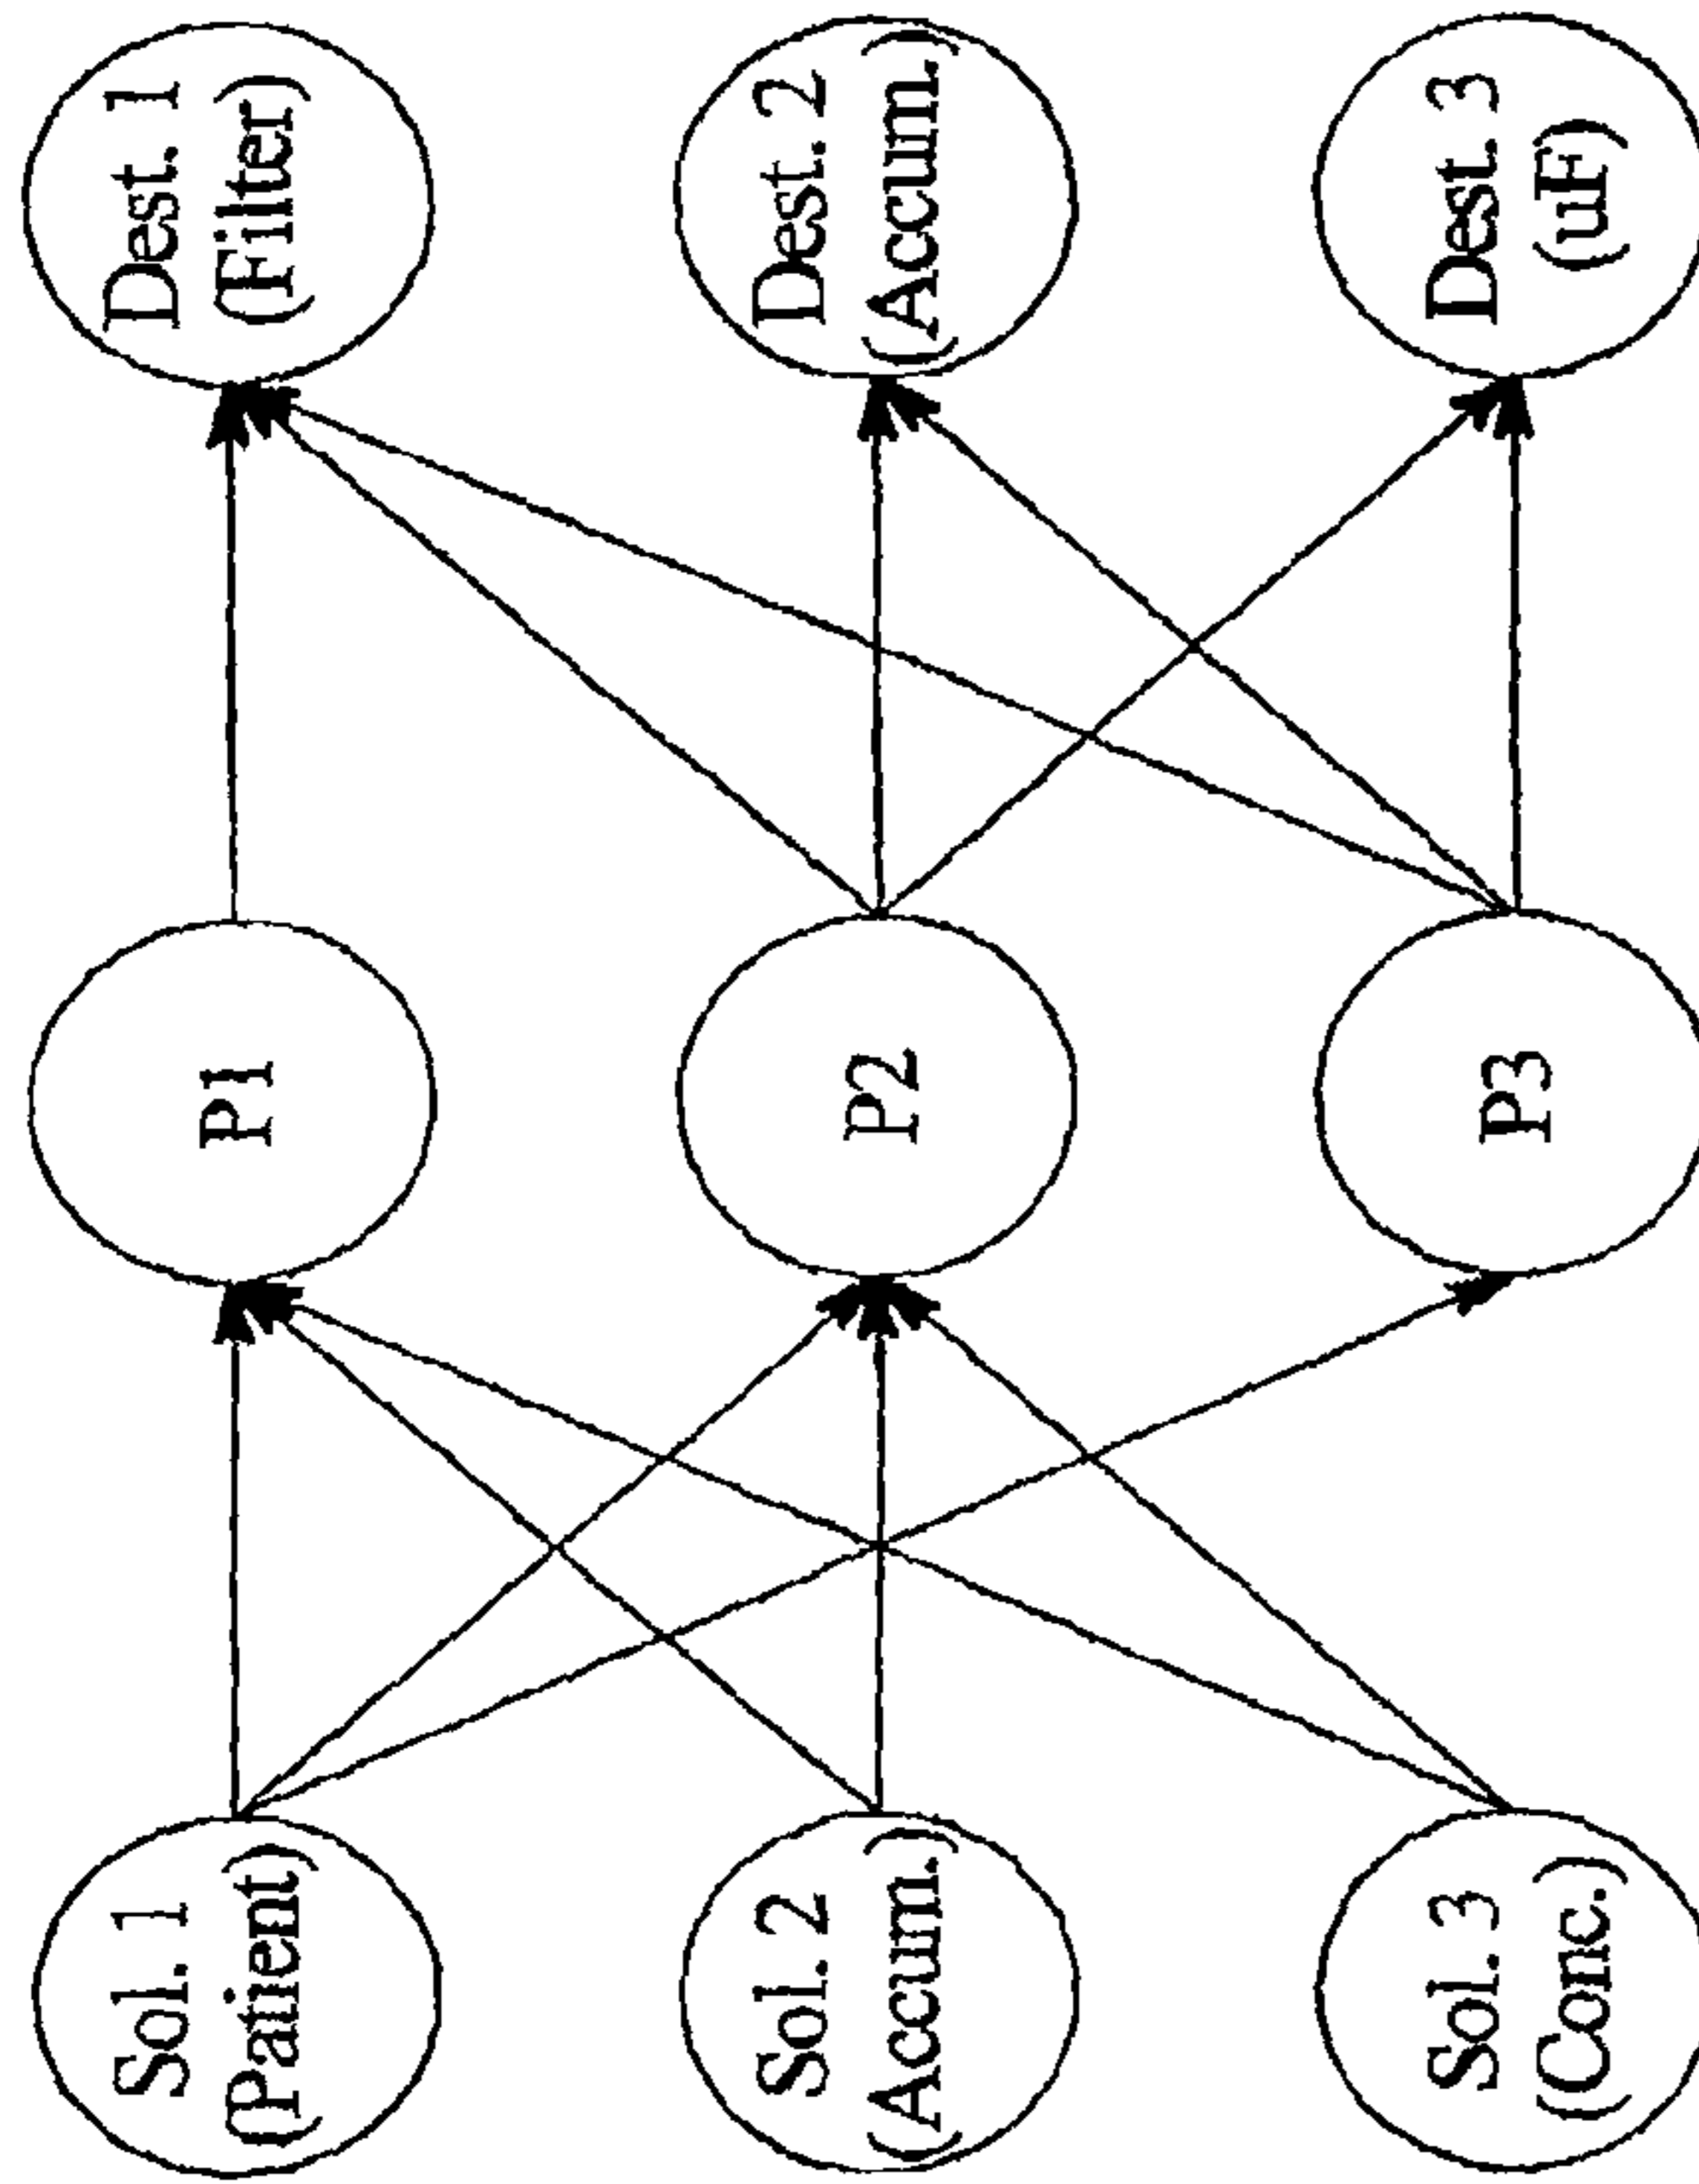 Sol. 1
(Patient)
Sol. 2
(Accum.)
Sol. 3
(Conc.)
P1
P2
P3
Dest. 1
(Filter)
Dest. 2
(Accum.)
Dest. 3
(uF)